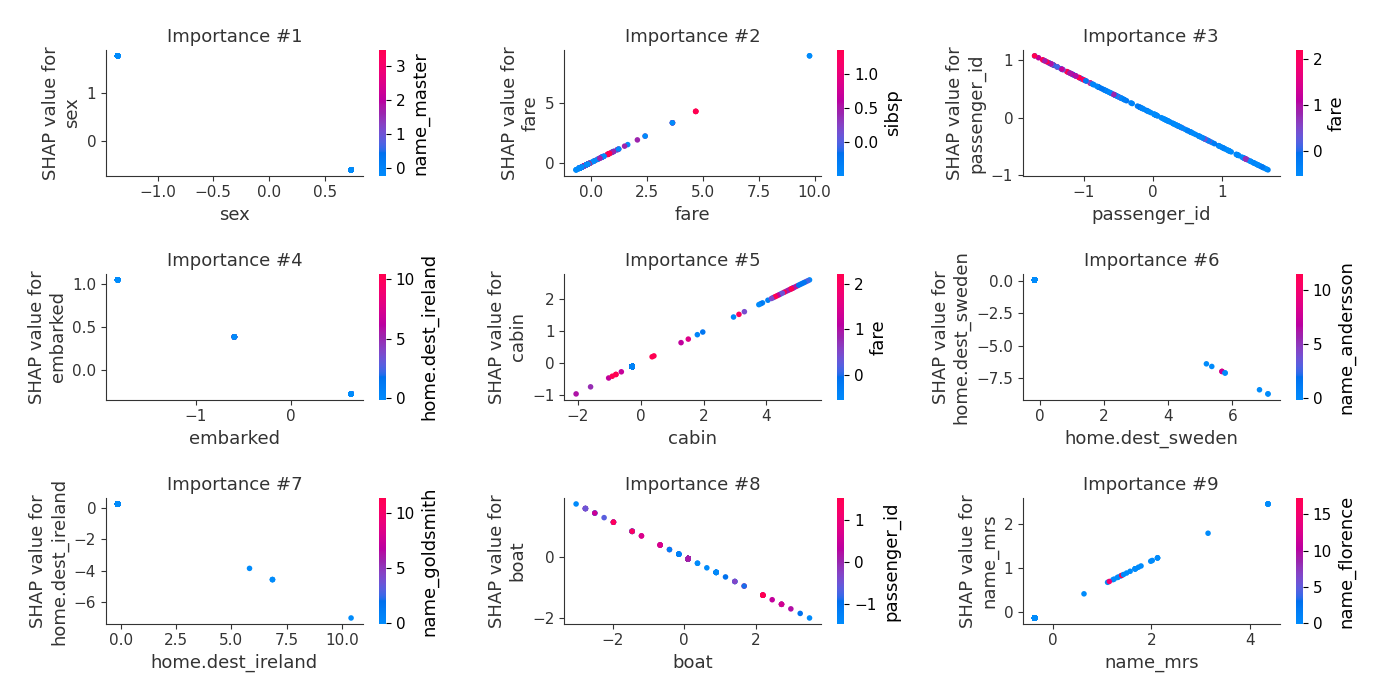 Importance #1
SHAP value for
sex
1
0
−1.0
−0.5
0.0
0.5
sex
3
2
1
0
name_master
Importance #2
SHAP value for
fare
5
0
0.0
2.5
5.0
7.5
10.0
fare
1.0
0.5
0.0
sibsp
Importance #3
SHAP value for
passenger_id
1
0
−1
−1
0
1
passenger_id
2
1
0
fare
Importance #4
SHAP value for
embarked
1.0
0.5
0.0
−1
0
embarked
10
5
0
home.dest_ireland
Importance #5
SHAP value for
cabin
2
1
0
−1
−2
0
2
4
cabin
2
1
0
fare
Importance #6
SHAP value for
home.dest_sweden
0.0
−2.5
−5.0
−7.5
0
2
4
6
home.dest_sweden
10
5
0
name_andersson
Importance #7
SHAP value for
home.dest_ireland
0
−2
−4
−6
0.0
2.5
5.0
7.5
10.0
home.dest_ireland
10
5
0
name_goldsmith
Importance #8
SHAP value for
boat
0
−2
−2
0
2
boat
1
0
−1
passenger_id
Importance #9
SHAP value for
name_mrs
2
1
0
0
2
4
name_mrs
15
10
5
0
name_florence